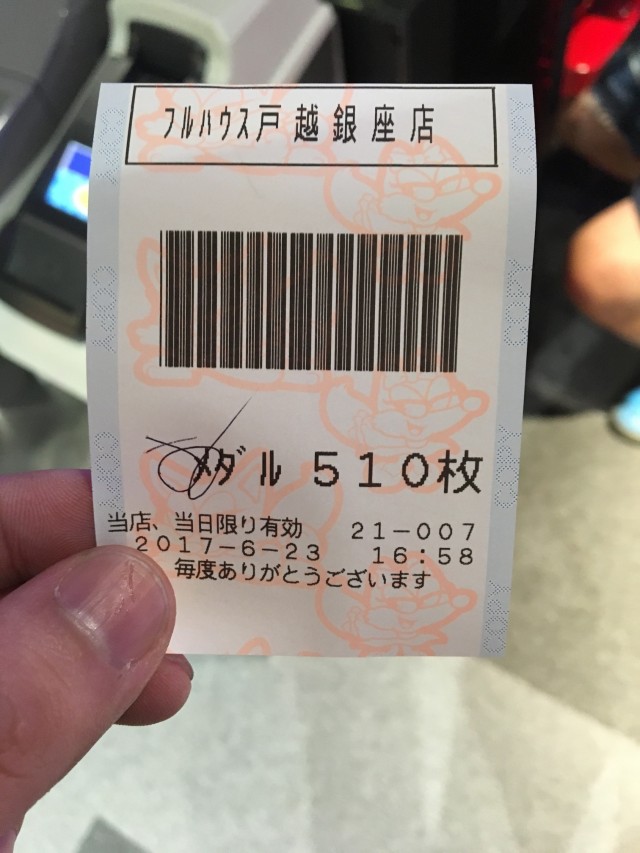 フルハウス戸越銀座店
メダル 510枚
当店、当日限り有効 21-007
2017-6-23 16:58
毎度ありがとうございます